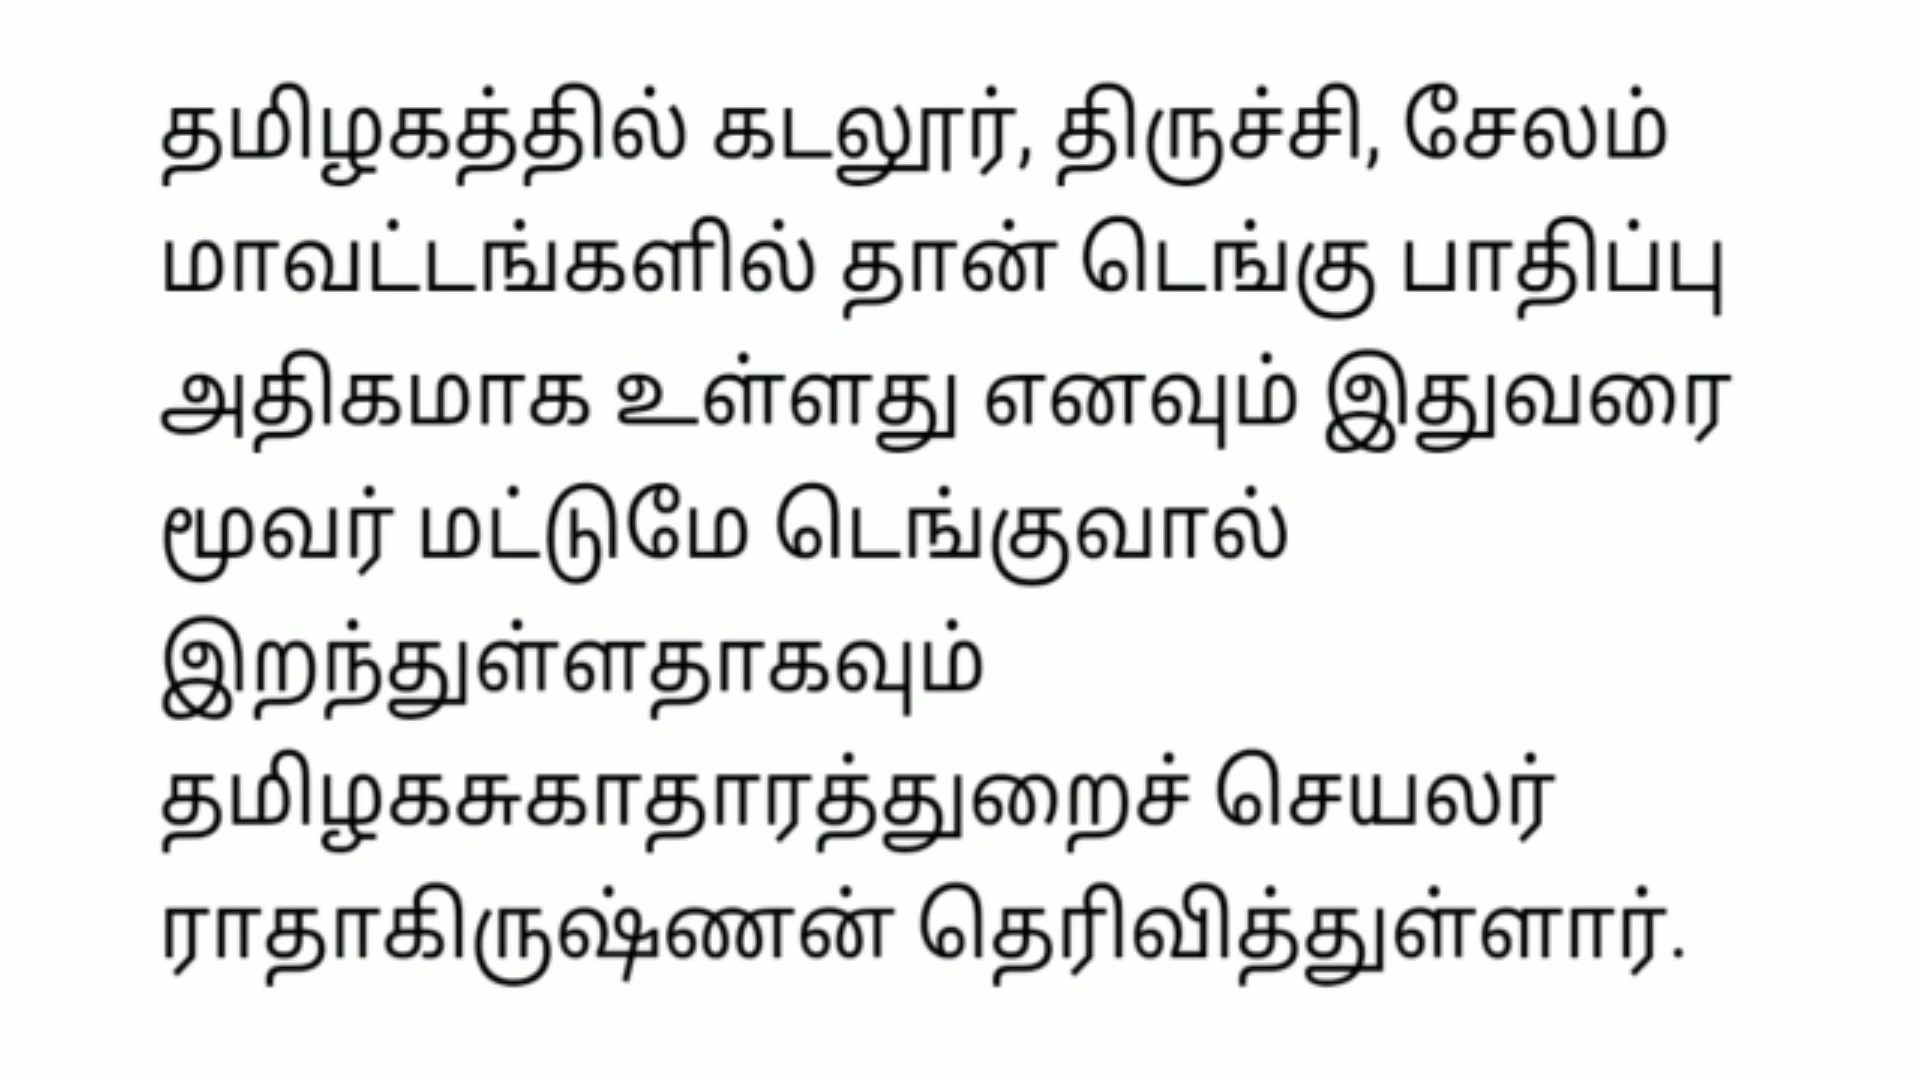 தமிழகத்தில் கடலூர், திருச்சி, சேலம்
மாவட்டங்களில் தான் டெங்கு பாதிப்பு
அதிகமாக உள்ளது எனவும் இதுவரை
மூவர் மட்டுமே டெங்குவால்
இறந்துள்ளதாகவும்
தமிழகசுகாதாரத்துறைச் செயலர்
ராதாகிருஷ்ணன் தெரிவித்துள்ளார்.